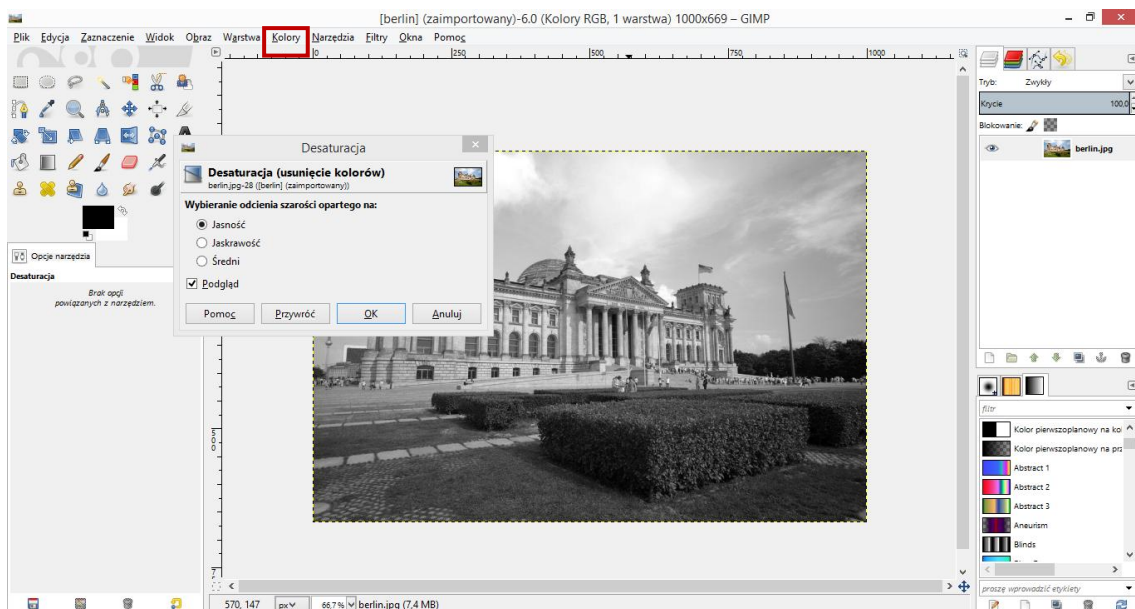 [berlin] (zaimportowany)-6.0 (Kolory RGB, 1 warstwa) 1000x669 – GIMP
Plik Edycja Zaznaczenie Widok Obraz Warstwa Kolory Narzędzia Filtry Okna Pomoc
0 250 500 750 1000
Opcje narzędzia
Desaturacja
Brak opcji
powiązanych z narzędziem.
Desaturacja
Desaturacja (usunięcie kolorów)
berlin.jpg-28 ([berlin] (zaimportowany))
Wybieranie odcienia szarości opartego na:
Jasność
Jaskrawość
Średni
Podgląd
Pomoc Przywróć OK Anuluj
500
570, 147 px 66,7 % berlin.jpg (7,4 MB)
Tryb: Zwykły
Krycie 100,0
Blokowanie:
berlin.jpg
filtr
Kolor pierwszoplanowy na ko
Kolor pierwszoplanowy na prz
Abstract 1
Abstract 2
Abstract 3
Aneurism
Blinds
proszę wprowadzić etykiety